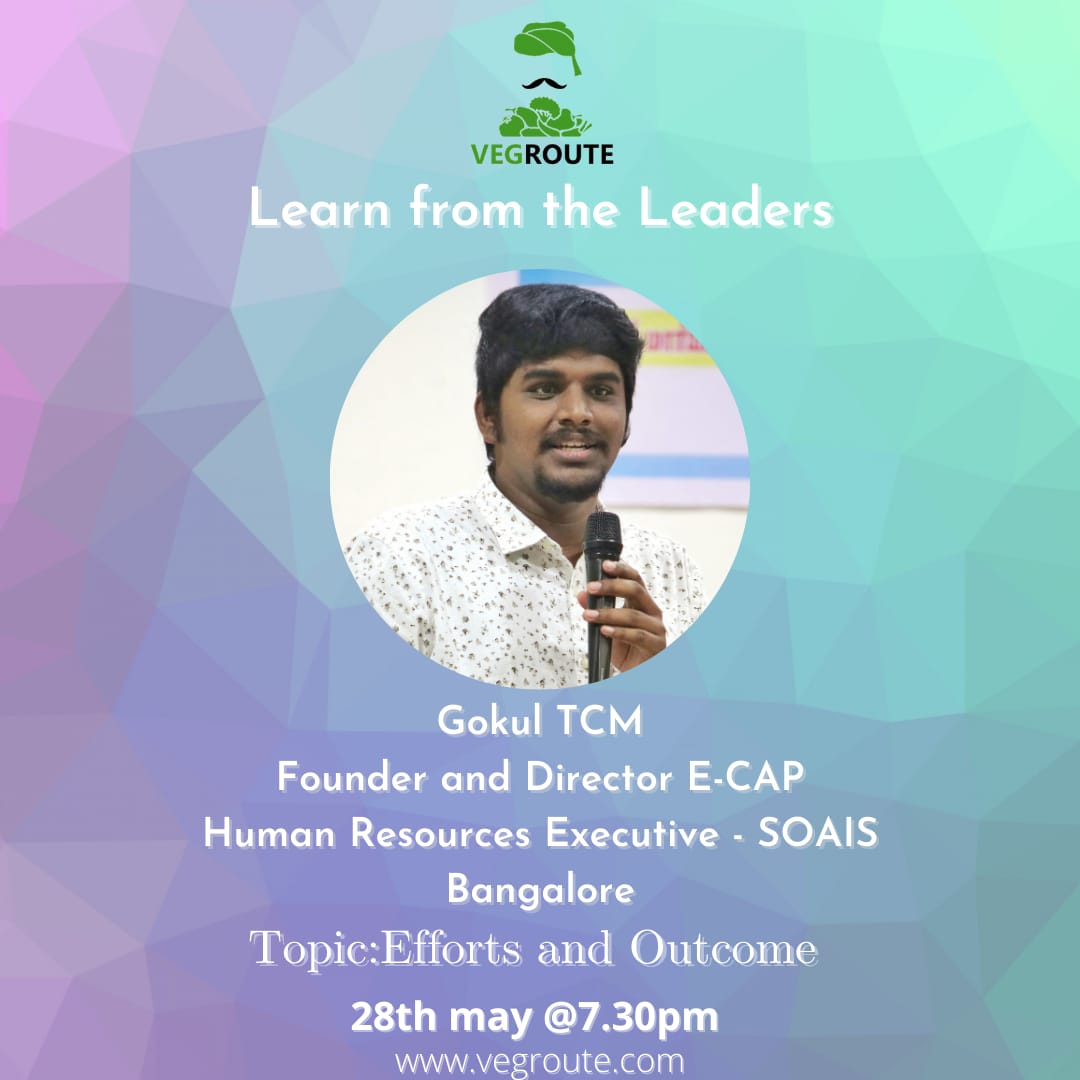 VEGROUTE
Learn from the Leaders
Gokul TCM
Founder and Director E-CAP
Human Resources Executive - SOAIS
Bangalore
Topic:Efforts and Outcome
28th may @7.30pm
www.vegroute.com